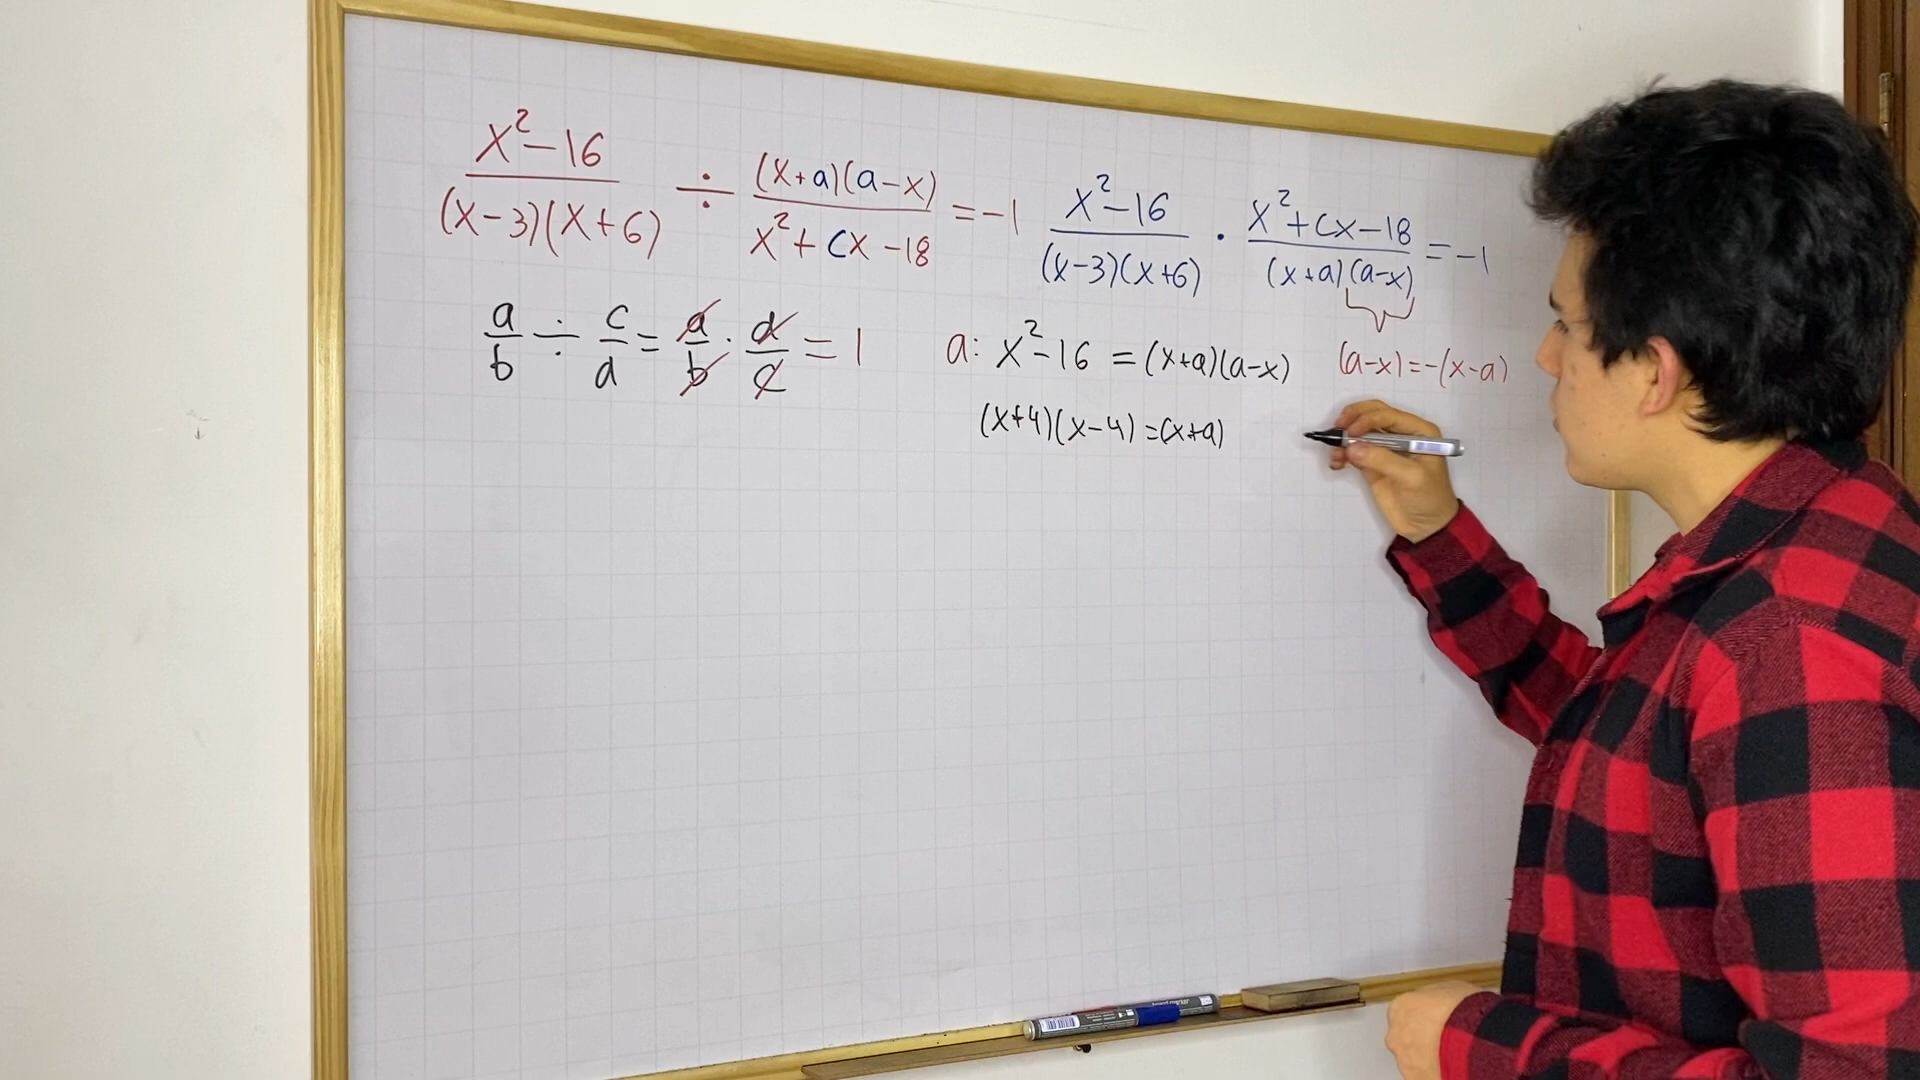 x²-16 / (x-3)(x+6) ÷ (x+a)(a-x) / x²+cx-18 = -1
x²-16 / (x-3)(x+6) · x²+cx-18 / (x+a)(a-x) = -1
a/b ÷ c/d = a/b · d/c = 1
a: x²-16 = (x+a)(a-x)
(a-x)=-(x-a)
(x+4)(x-4)=(x+a)